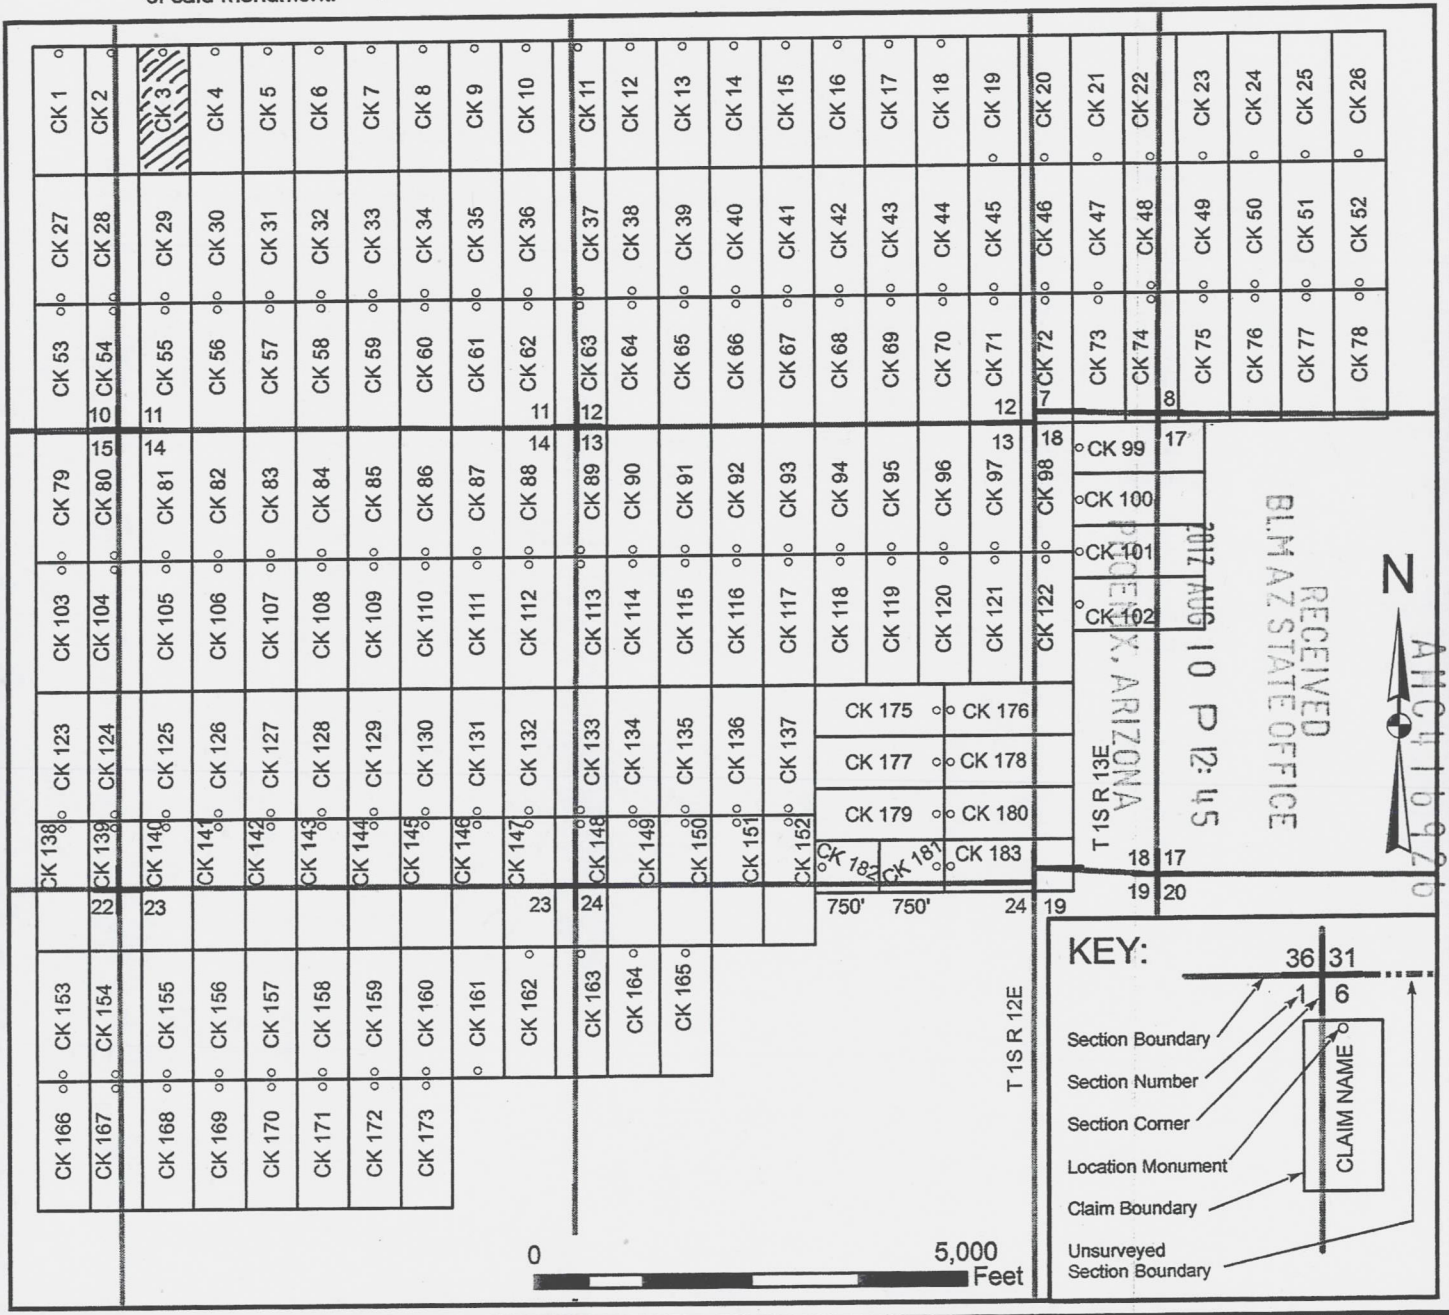 of said monument.
CK 1 CK 2 CK 3 CK 4 CK 5 CK 6 CK 7 CK 8 CK 9 CK 10 CK 11 CK 12 CK 13 CK 14 CK 15 CK 16 CK 17 CK 18 CK 19 CK 20 CK 21 CK 22 CK 23 CK 24 CK 25 CK 26
CK 27 CK 28 CK 29 CK 30 CK 31 CK 32 CK 33 CK 34 CK 35 CK 36 CK 37 CK 38 CK 39 CK 40 CK 41 CK 42 CK 43 CK 44 CK 45 CK 46 CK 47 CK 48 CK 49 CK 50 CK 51 CK 52
CK 53 CK 54 CK 55 CK 56 CK 57 CK 58 CK 59 CK 60 CK 61 CK 62 CK 63 CK 64 CK 65 CK 66 CK 67 CK 68 CK 69 CK 70 CK 71 CK 72 CK 73 CK 74 CK 75 CK 76 CK 77 CK 78
10 11 11 12 12 7 8
15 14 14 13 13 18 17
CK 79 CK 80 CK 81 CK 82 CK 83 CK 84 CK 85 CK 86 CK 87 CK 88 CK 89 CK 90 CK 91 CK 92 CK 93 CK 94 CK 95 CK 96 CK 97 CK 98
CK 99
CK 100
CK 101
CK 102
CK 103 CK 104 CK 105 CK 106 CK 107 CK 108 CK 109 CK 110 CK 111 CK 112 CK 113 CK 114 CK 115 CK 116 CK 117 CK 118 CK 119 CK 120 CK 121 CK 122
CK 123 CK 124 CK 125 CK 126 CK 127 CK 128 CK 129 CK 130 CK 131 CK 132 CK 133 CK 134 CK 135 CK 136 CK 137
CK 175 CK 176
CK 177 CK 178
CK 179 CK 180
CK 182 CK 181 CK 183
CK 138 CK 139 CK 140 CK 141 CK 142 CK 143 CK 144 CK 145 CK 146 CK 147 CK 148 CK 149 CK 150 CK 151 CK 152
18 17
19 20
22 23 23 24 750' 750' 24 19
CK 153 CK 154 CK 155 CK 156 CK 157 CK 158 CK 159 CK 160 CK 161 CK 162 CK 163 CK 164 CK 165
CK 166 CK 167 CK 168 CK 169 CK 170 CK 171 CK 172 CK 173
T 1S R 12E
T 1S R 13E
RECEIVED
BLM AZ STATE OFFICE
2012 AUG 10 P 12:45
PHOENIX, ARIZONA
N
AMC416926
KEY:
36 31
1 6
Section Boundary
Section Number
Section Corner
Location Monument
Claim Boundary
Unsurveyed
Section Boundary
CLAIM NAME
0 5,000
Feet